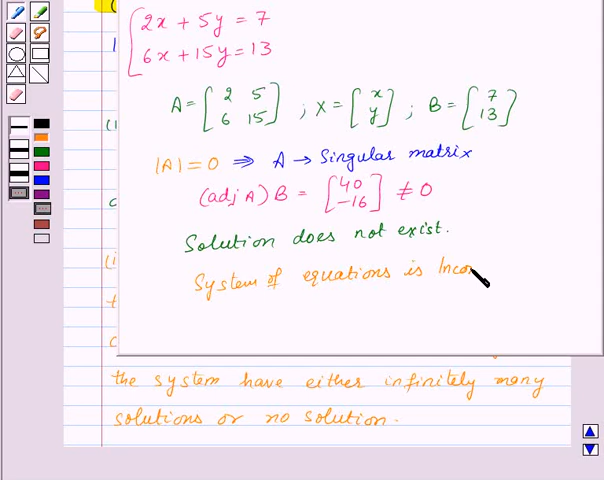 2x + 5y = 7
6x + 15y = 13
A = [2 5; 6 15] ; X = [x; y] ; B = [7; 13]
|A| = 0 ⇒ A → Singular matrix
(adj A) B = [40; -16] ≠ 0
Solution does not exist.
System of equations is Inco
the system have either infinitely many
solutions or no solution.